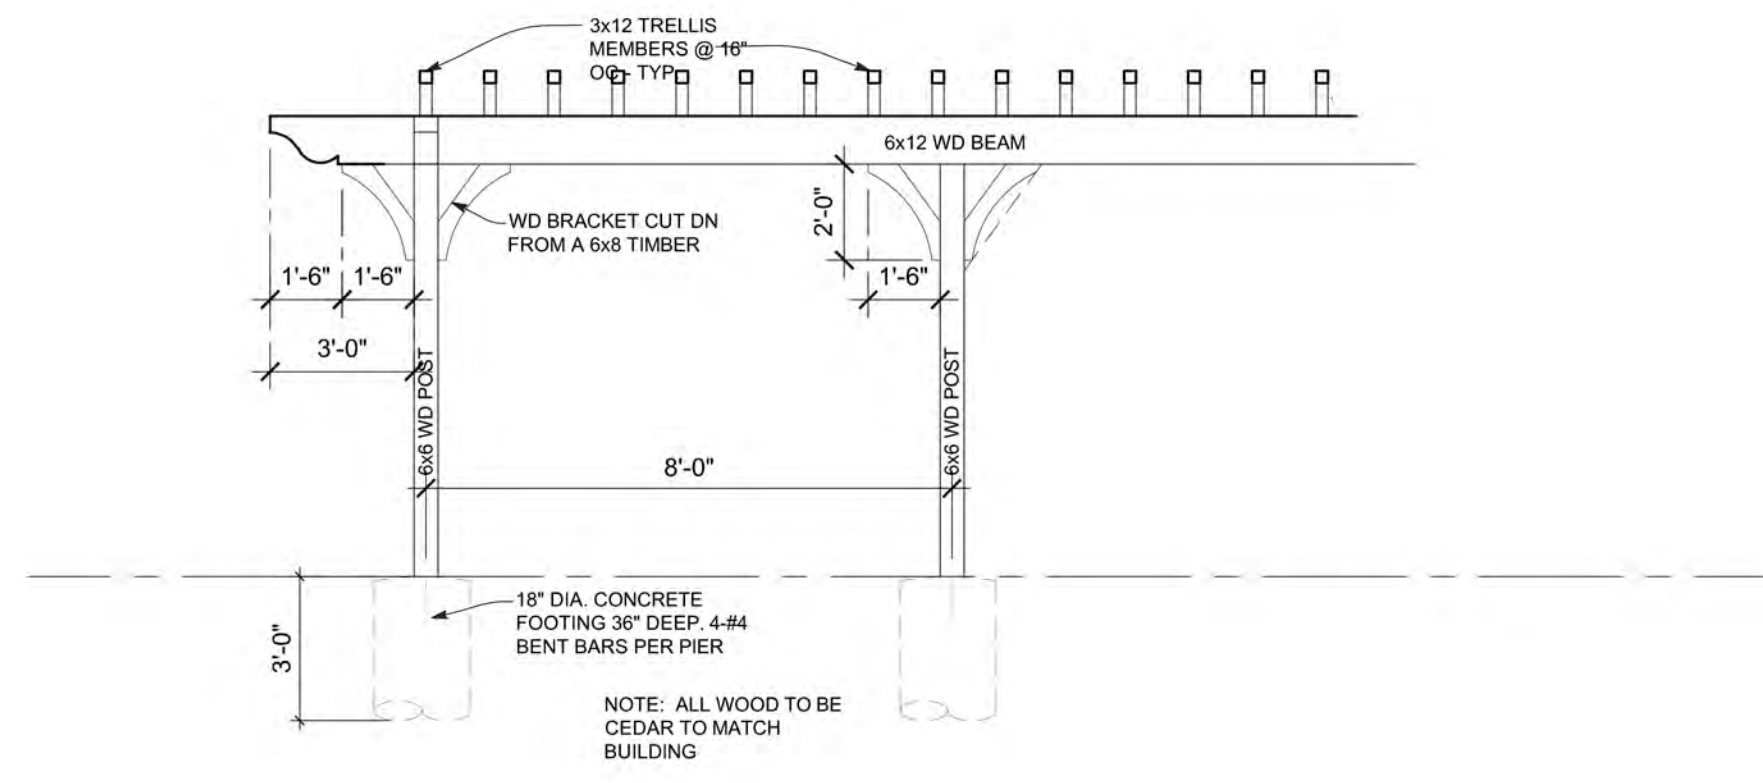 3x12 TRELLIS
MEMBERS @ 16"
OC - TYP
6x12 WD BEAM
2'-0"
WD BRACKET CUT DN
FROM A 6x8 TIMBER
1'-6"
1'-6"
1'-6"
3'-0"
6x6 WD POST
6x6 WD POST
8'-0"
18" DIA. CONCRETE
FOOTING 36" DEEP. 4-#4
BENT BARS PER PIER
3'-0"
NOTE:  ALL WOOD TO BE
CEDAR TO MATCH
BUILDING